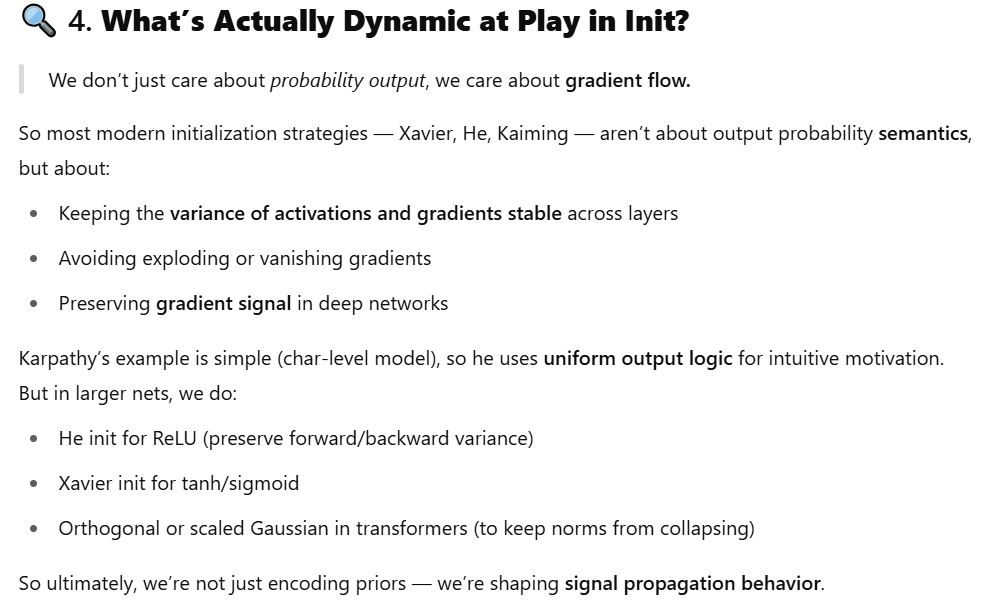 🔍 4. What's Actually Dynamic at Play in Init?
We don't just care about probability output, we care about gradient flow.
So most modern initialization strategies — Xavier, He, Kaiming — aren't about output probability semantics,
but about:
• Keeping the variance of activations and gradients stable across layers
• Avoiding exploding or vanishing gradients
• Preserving gradient signal in deep networks
Karpathy's example is simple (char-level model), so he uses uniform output logic for intuitive motivation.
But in larger nets, we do:
• He init for ReLU (preserve forward/backward variance)
• Xavier init for tanh/sigmoid
• Orthogonal or scaled Gaussian in transformers (to keep norms from collapsing)
So ultimately, we're not just encoding priors — we're shaping signal propagation behavior.